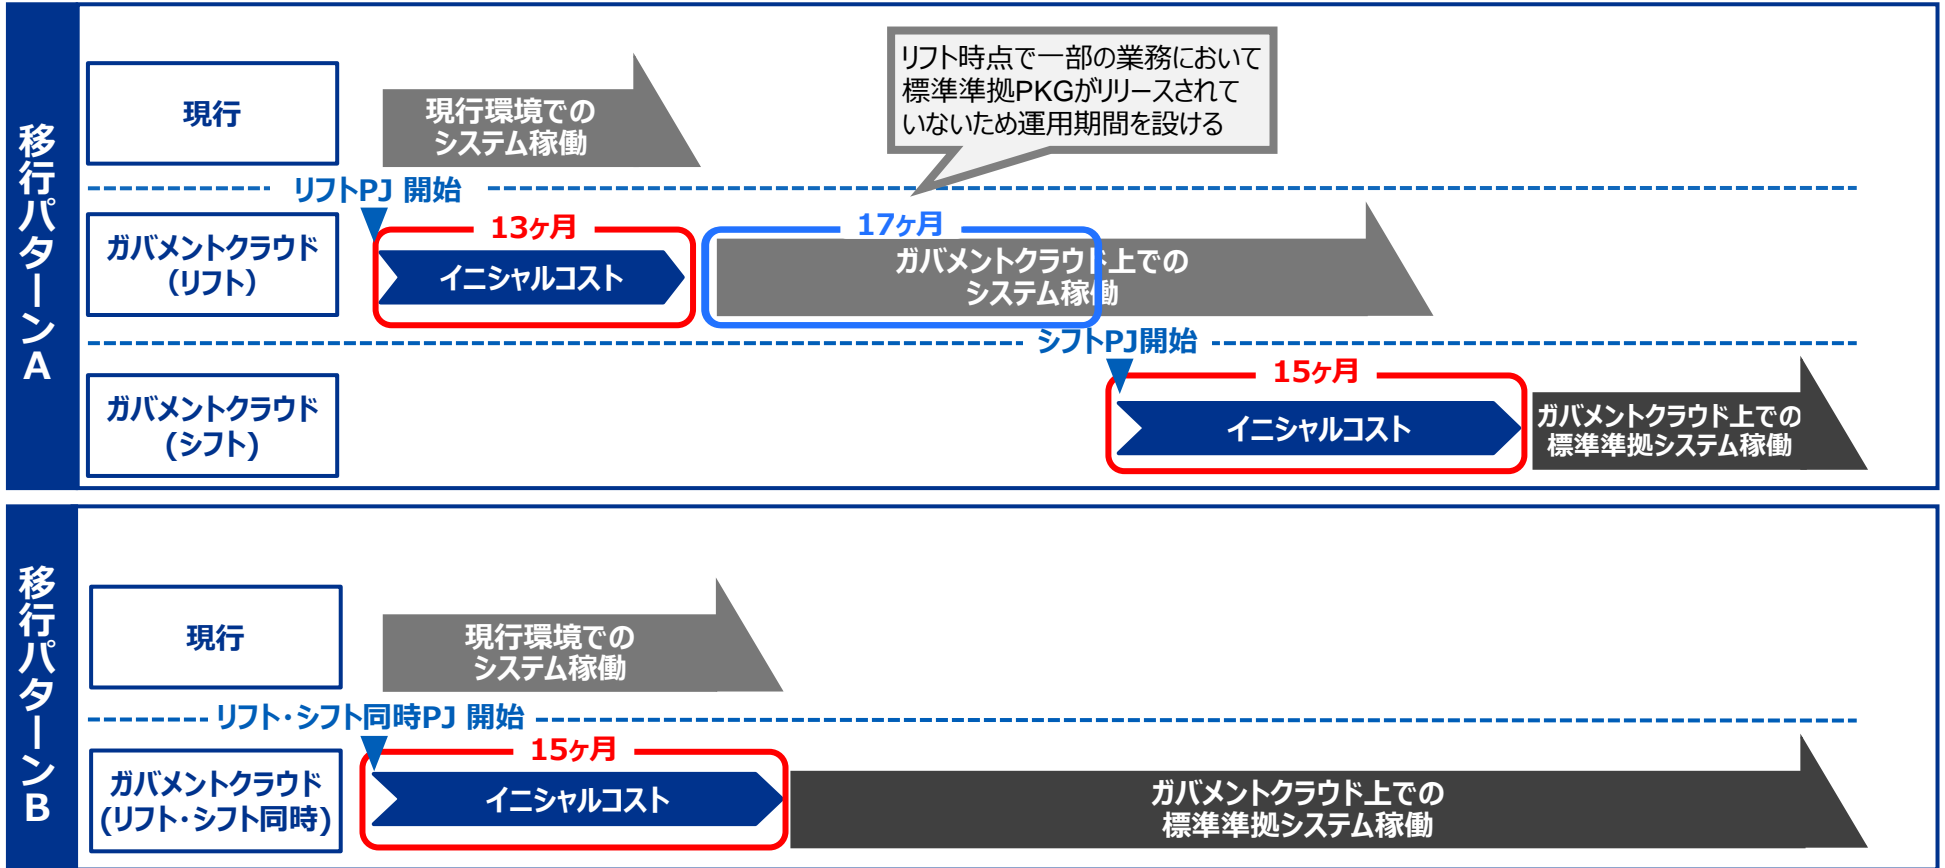 移行パターンA
現行
現行環境での
システム稼働
リフト時点で一部の業務において
標準準拠PKGがリリースされて
いないため運用期間を設ける
リフトPJ 開始
ガバメントクラウド
(リフト)
13ヶ月
イニシャルコスト
17ヶ月
ガバメントクラウド上での
システム稼働
シフトPJ開始
ガバメントクラウド
(シフト)
15ヶ月
イニシャルコスト
ガバメントクラウド上での
標準準拠システム稼働
移行パターンB
現行
現行環境での
システム稼働
リフト・シフト同時PJ 開始
ガバメントクラウド
(リフト・シフト同時)
15ヶ月
イニシャルコスト
ガバメントクラウド上での
標準準拠システム稼働